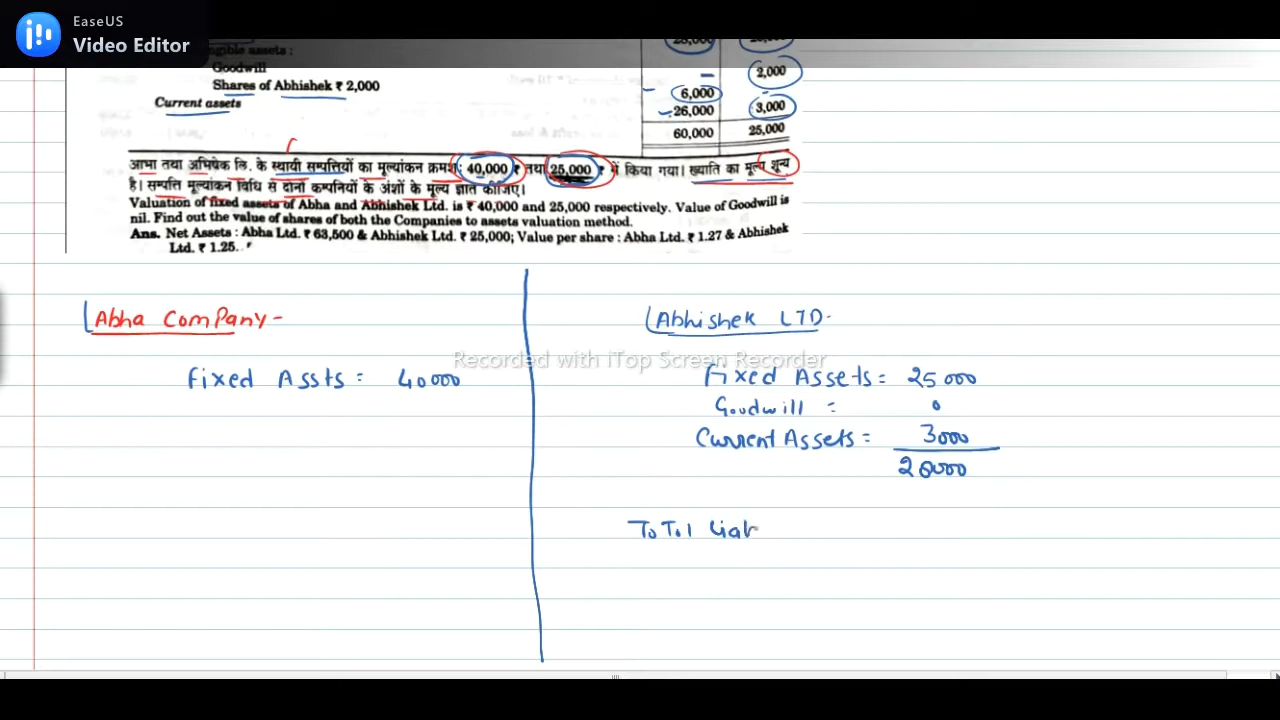 EaseUS
Video Editor
ngible assets :
Goodwill
2,000
Shares of Abhishek ₹ 2,000
6,000
Current assets
26,000
3,000
60,000
25,000
आभा तथा अभिषेक लि. के स्थायी सम्पत्तियों का मूल्यांकन क्रमशः 40,000 ₹ तथा 25,000 ₹ में किया गया। ख्याति का मूल्य शून्य
है। सम्पत्ति मूल्यांकन विधि से दोनों कम्पनियों के अंशों के मूल्य ज्ञात कीजिए।
Valuation of fixed assets of Abha and Abhishek Ltd. is ₹ 40,000 and 25,000 respectively. Value of Goodwill is
nil. Find out the value of shares of both the Companies to assets valuation method.
Ans. Net Assets : Abha Ltd. ₹ 63,500 & Abhishek Ltd. ₹ 25,000; Value per share : Abha Ltd. ₹ 1.27 & Abhishek
Ltd. ₹ 1.25.
Abha Company -
Abhishek LTD.
Recorded with iTop Screen Recorder
Fixed Assts = 40000
Fixed Assets = 25000
Goodwill = 0
Current Assets = 3000
28000
ToTol Liab